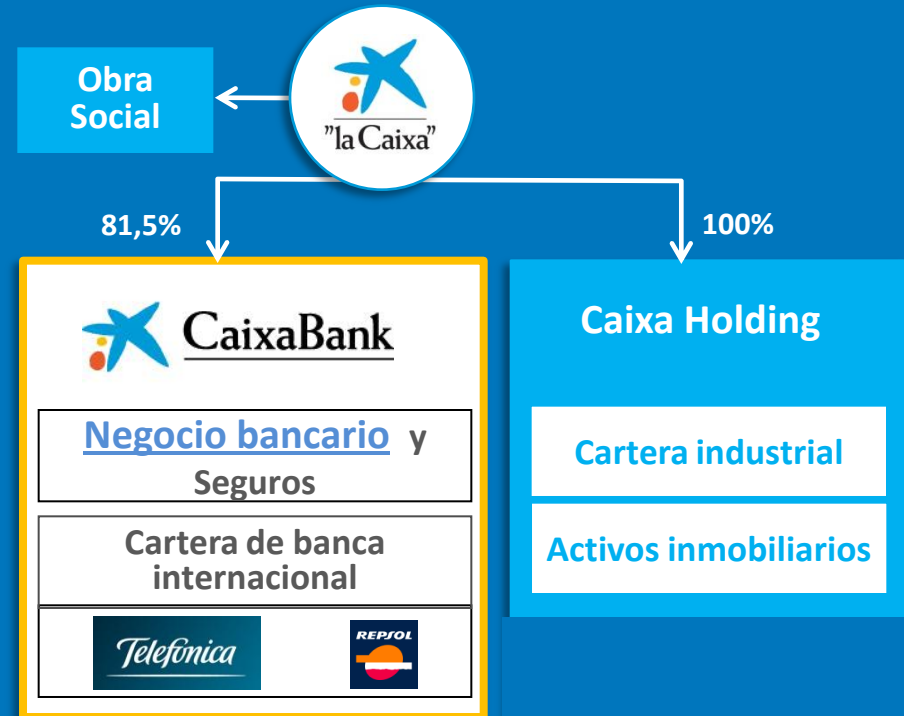 Obra
Social
"la Caixa"
81,5%
100%
CaixaBank
Negocio bancario y
Seguros
Cartera de banca
internacional
Telefónica
REPSOL
Caixa Holding
Cartera industrial
Activos inmobiliarios